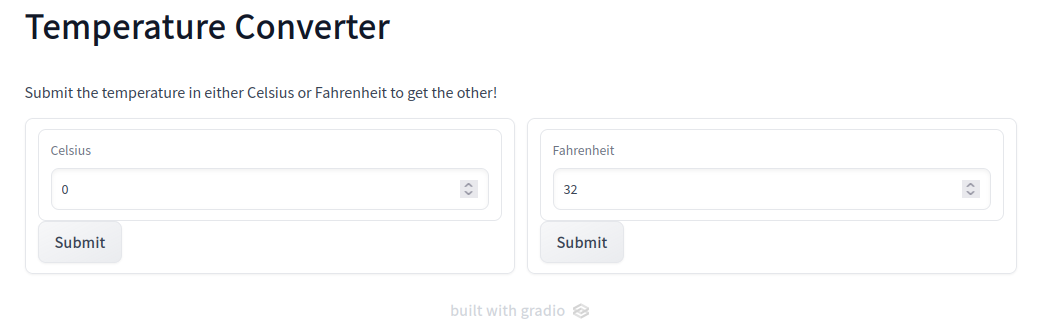 Temperature Converter
Submit the temperature in either Celsius or Fahrenheit to get the other!
Celsius
0
Submit
Fahrenheit
32
Submit
built with gradio